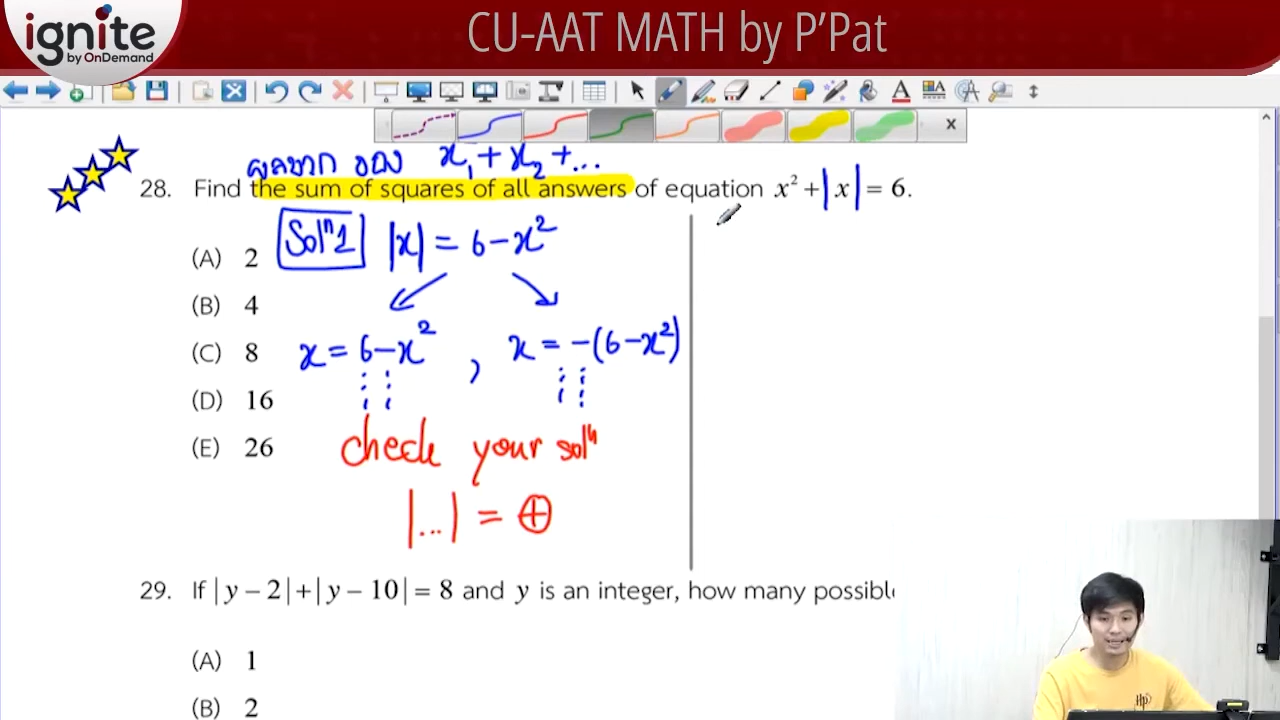 ignite
by OnDemand
CU-AAT MATH by P'Pat
ผลบวก ของ x₁ + x₂ + ...
28. Find the sum of squares of all answers of equation x² + |x| = 6.
Solⁿ1 |x| = 6 − x²
(A) 2
(B) 4
x = 6 − x² , x = −(6 − x²)
(C) 8
(D) 16
check your solⁿ
(E) 26
|...| = ⊕
29. If |y − 2| + |y − 10| = 8 and y is an integer, how many possible
(A) 1
(B) 2